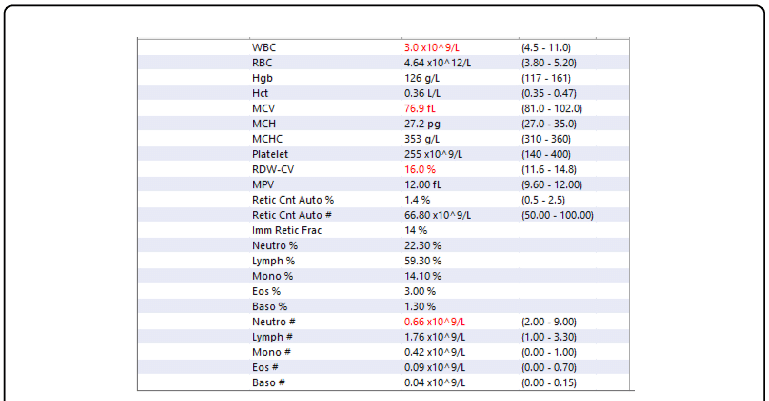 WBC 3.0 x10^9/L (4.5 - 11.0)
RBC 4.64 x10^12/L (3.80 - 5.20)
Hgb 126 g/L (117 - 161)
Hct 0.36 L/L (0.35 - 0.47)
MCV 76.9 fL (81.0 - 102.0)
MCH 27.2 pg (27.0 - 35.0)
MCHC 353 g/L (310 - 360)
Platelet 255 x10^9/L (140 - 400)
RDW-CV 16.0 % (11.6 - 14.8)
MPV 12.00 fL (9.60 - 12.00)
Retic Cnt Auto % 1.4 % (0.5 - 2.5)
Retic Cnt Auto # 66.80 x10^9/L (50.00 - 100.00)
Imm Retic Frac 14 %
Neutro % 22.30 %
Lymph % 59.30 %
Mono % 14.10 %
Eos % 3.00 %
Baso % 1.30 %
Neutro # 0.66 x10^9/L (2.00 - 9.00)
Lymph # 1.76 x10^9/L (1.00 - 3.30)
Mono # 0.42 x10^9/L (0.00 - 1.00)
Eos # 0.09 x10^9/L (0.00 - 0.70)
Baso # 0.04 x10^9/L (0.00 - 0.15)